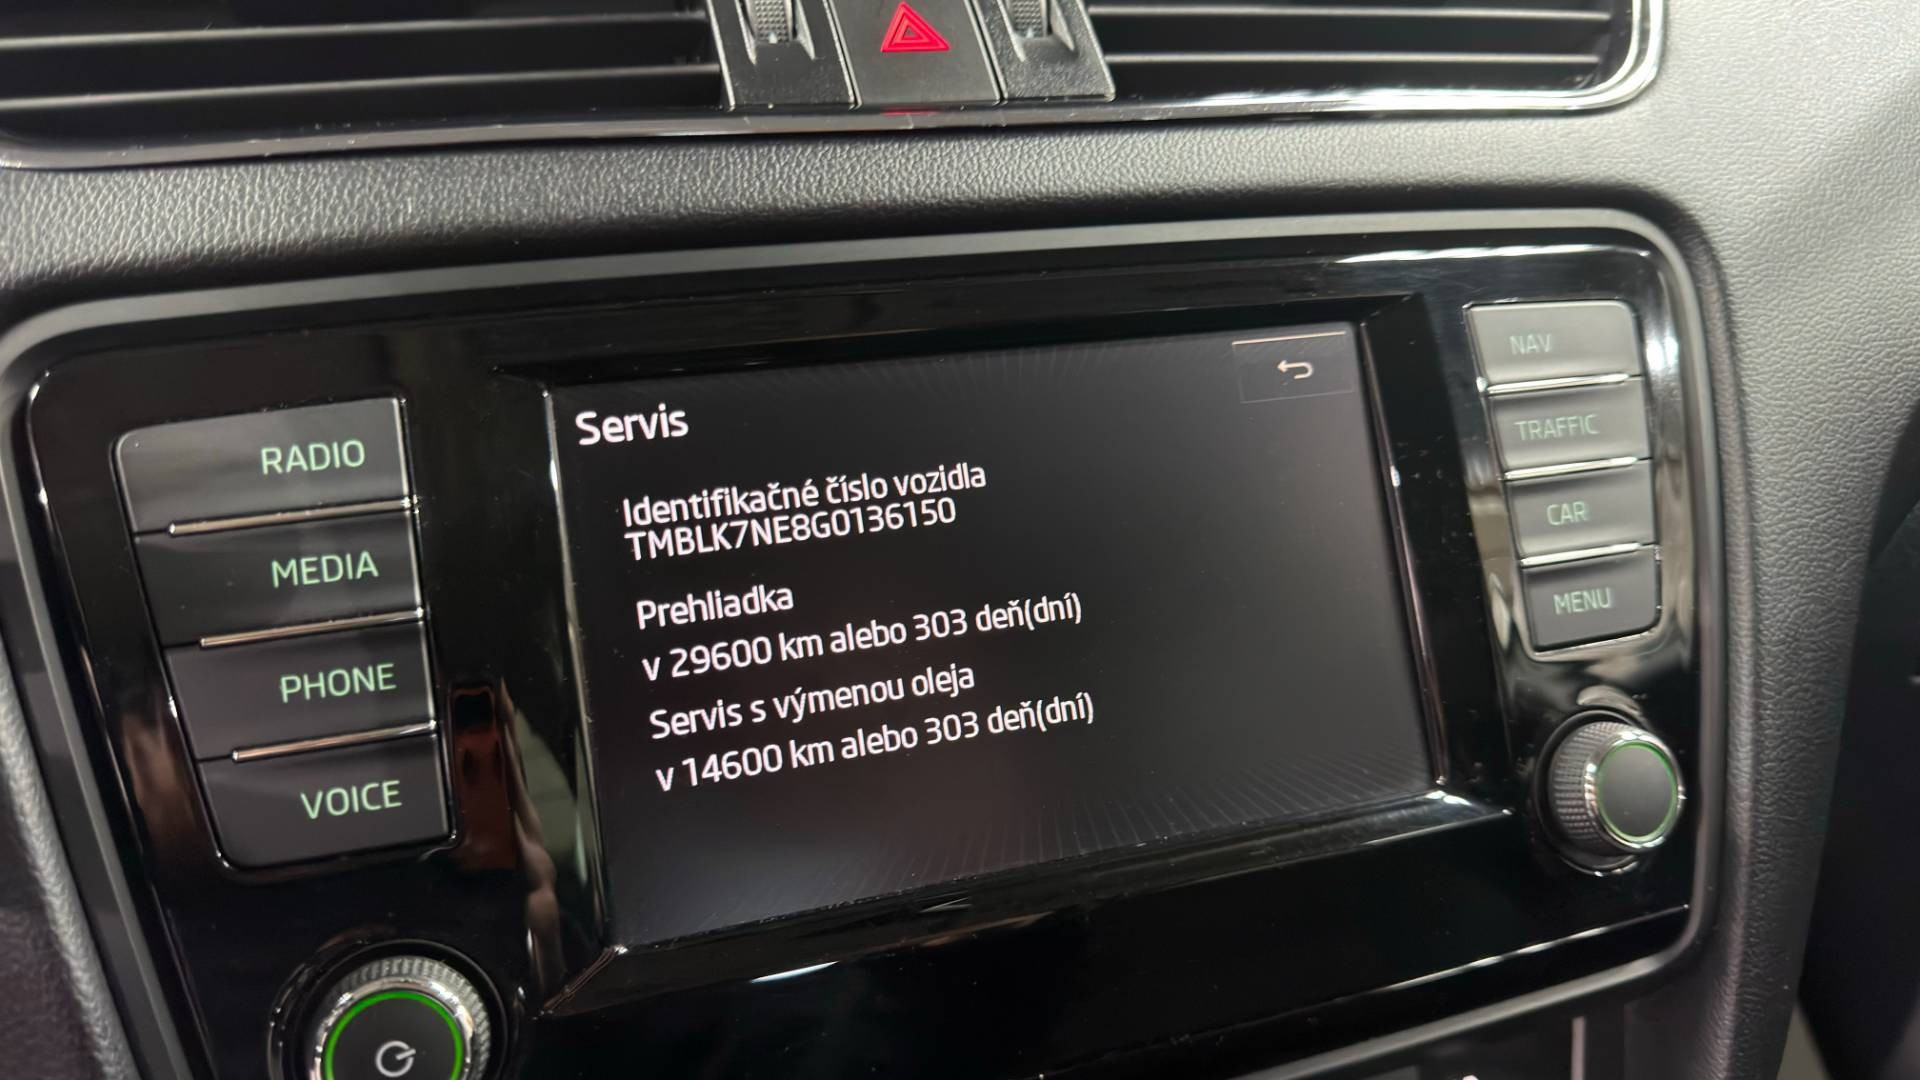 RADIO
MEDIA
PHONE
VOICE
Servis
Identifikačné číslo vozidla
TMBLK7NE8G0136150
Prehliadka
v 29600 km alebo 303 deň(dní)
Servis s výmenou oleja
v 14600 km alebo 303 deň(dní)
NAV
TRAFFIC
CAR
MENU